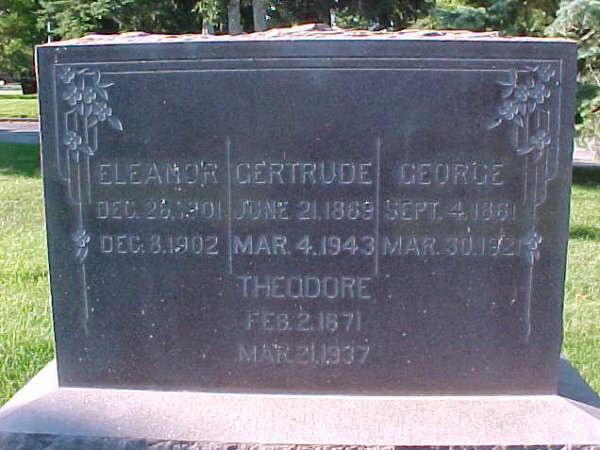 ELEANOR GERTRUDE GEORGE
DEC. 26, 1901 JUNE 21, 1869 SEPT. 4, 1861
DEC. 8, 1902 MAR. 4, 1943 MAR. 30, 1921
THEODORE
FEB. 2, 1871
MAR. 21, 1937